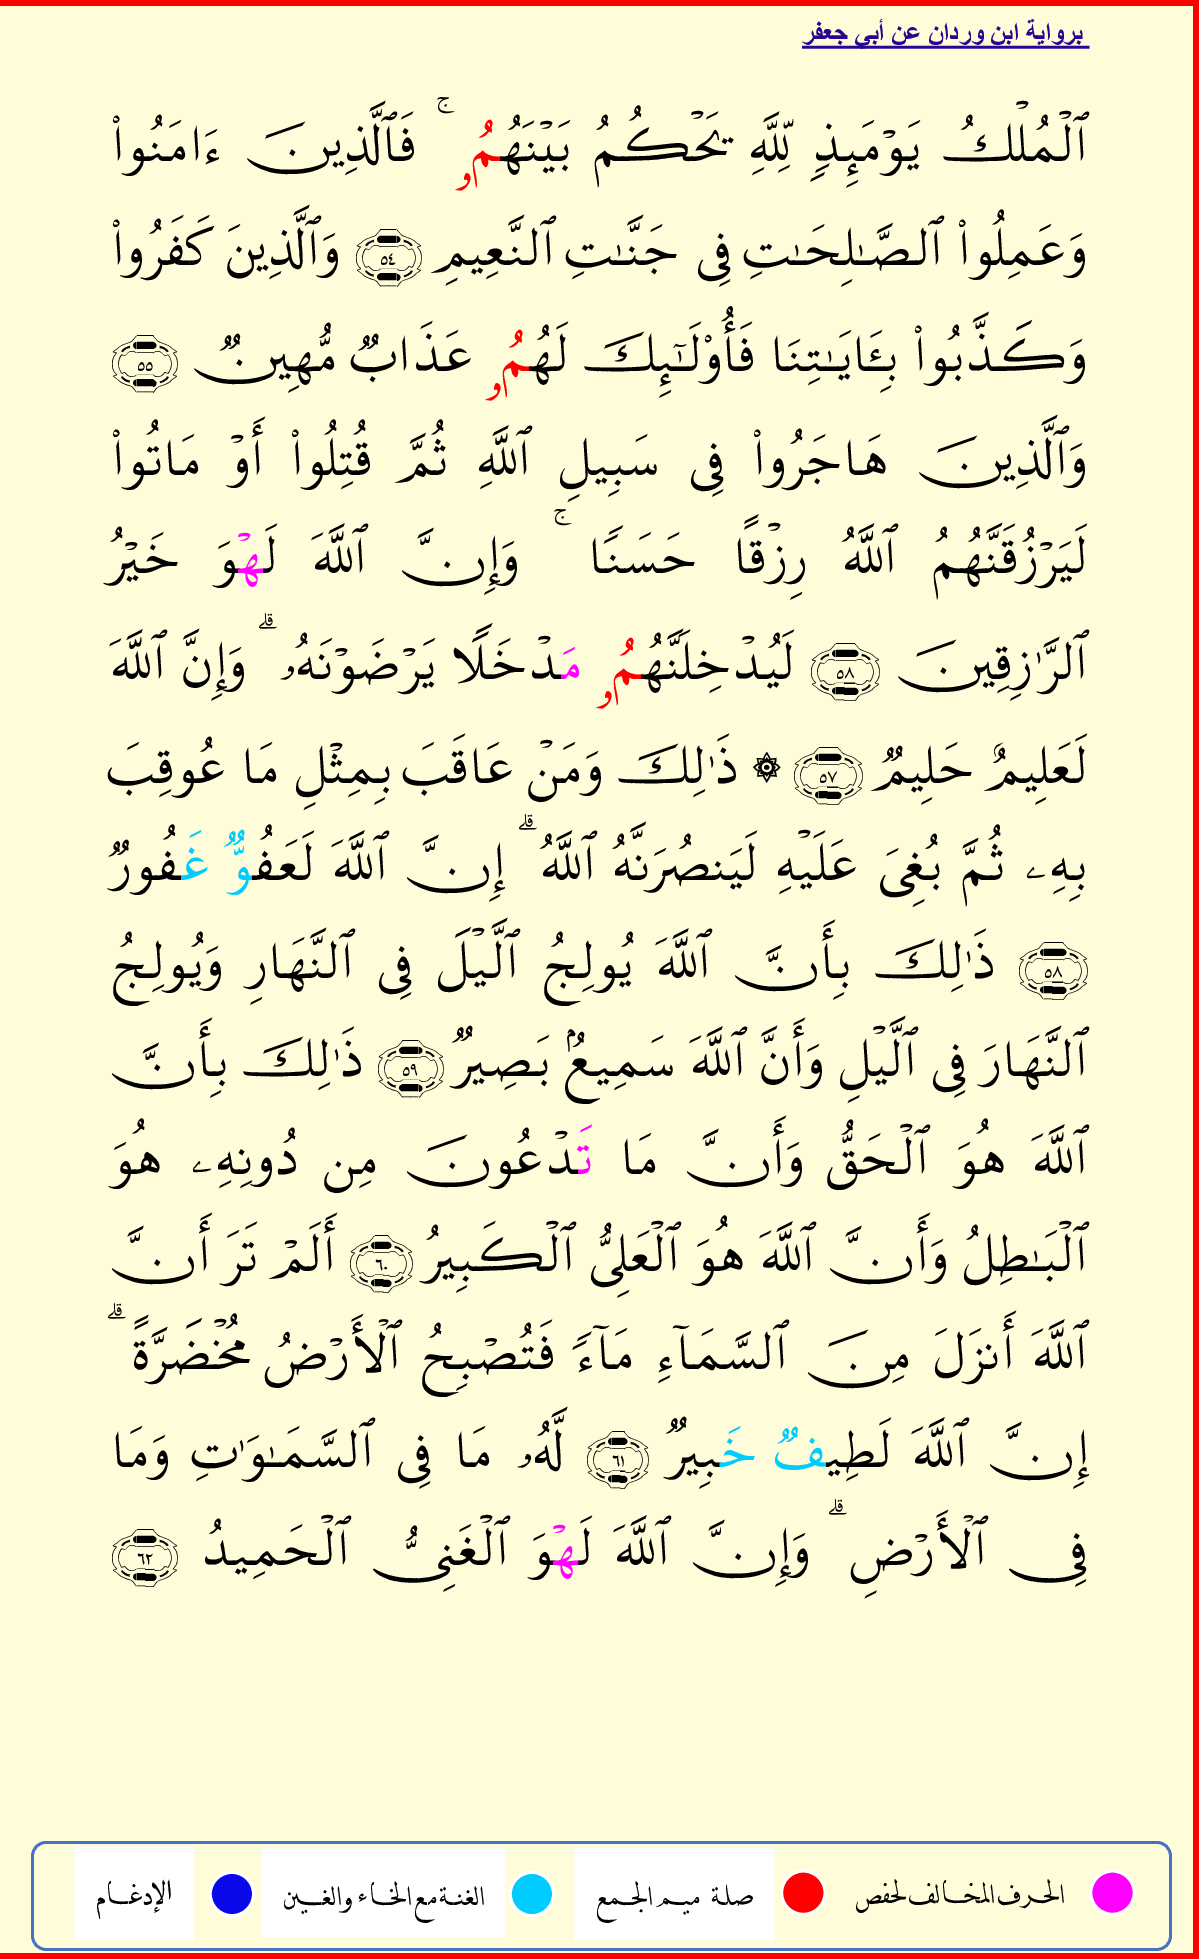 برواية ابن وردان عن أبي جعفر
ٱلۡمُلۡكُ يَوۡمَئِذٖ لِّلَّهِ يَحۡكُمُ بَيۡنَهُمُۥ ۚ فَٱلَّذِينَ ءَامَنُواْ
وَعَمِلُواْ ٱلصَّٰلِحَٰتِ فِي جَنَّٰتِ ٱلنَّعِيمِ ٥٤ وَٱلَّذِينَ كَفَرُواْ
وَكَذَّبُواْ بِـَٔايَٰتِنَا فَأُوْلَٰٓئِكَ لَهُمُۥ عَذَابٞ مُّهِينٞ ٥٥
وَٱلَّذِينَ هَاجَرُواْ فِي سَبِيلِ ٱللَّهِ ثُمَّ قُتِلُواْ أَوۡ مَاتُواْ
لَيَرۡزُقَنَّهُمُ ٱللَّهُ رِزۡقًا حَسَنٗا ۚ وَإِنَّ ٱللَّهَ لَهۡوَ خَيۡرُ
ٱلرَّٰزِقِينَ ٥٨ لَيُدۡخِلَنَّهُمُۥ مَدۡخَلٗا يَرۡضَوۡنَهُۥ ۗ وَإِنَّ ٱللَّهَ
لَعَلِيمٌ حَلِيمٞ ٥٧ ۞ ذَٰلِكَ وَمَنۡ عَاقَبَ بِمِثۡلِ مَا عُوقِبَ
بِهِۦ ثُمَّ بُغِيَ عَلَيۡهِ لَيَنصُرَنَّهُ ٱللَّهُ ۗ إِنَّ ٱللَّهَ لَعَفُوٌّ غَفُورٞ
٥٨ ذَٰلِكَ بِأَنَّ ٱللَّهَ يُولِجُ ٱلَّيۡلَ فِي ٱلنَّهَارِ وَيُولِجُ
ٱلنَّهَارَ فِي ٱلَّيۡلِ وَأَنَّ ٱللَّهَ سَمِيعُۢ بَصِيرٞ ٥٩ ذَٰلِكَ بِأَنَّ
ٱللَّهَ هُوَ ٱلۡحَقُّ وَأَنَّ مَا تَدۡعُونَ مِن دُونِهِۦ هُوَ
ٱلۡبَٰطِلُ وَأَنَّ ٱللَّهَ هُوَ ٱلۡعَلِيُّ ٱلۡكَبِيرُ ٦٠ أَلَمۡ تَرَ أَنَّ
ٱللَّهَ أَنزَلَ مِنَ ٱلسَّمَآءِ مَآءٗ فَتُصۡبِحُ ٱلۡأَرۡضُ مُخۡضَرَّةً ۗ
إِنَّ ٱللَّهَ لَطِيفٞ خَبِيرٞ ٦١ لَّهُۥ مَا فِي ٱلسَّمَٰوَٰتِ وَمَا
فِي ٱلۡأَرۡضِ ۗ وَإِنَّ ٱللَّهَ لَهۡوَ ٱلۡغَنِيُّ ٱلۡحَمِيدُ ٦٢
الحرف المخالف لحفص صلة ميم الجمع الغنة مع الخاء والغين الإدغام